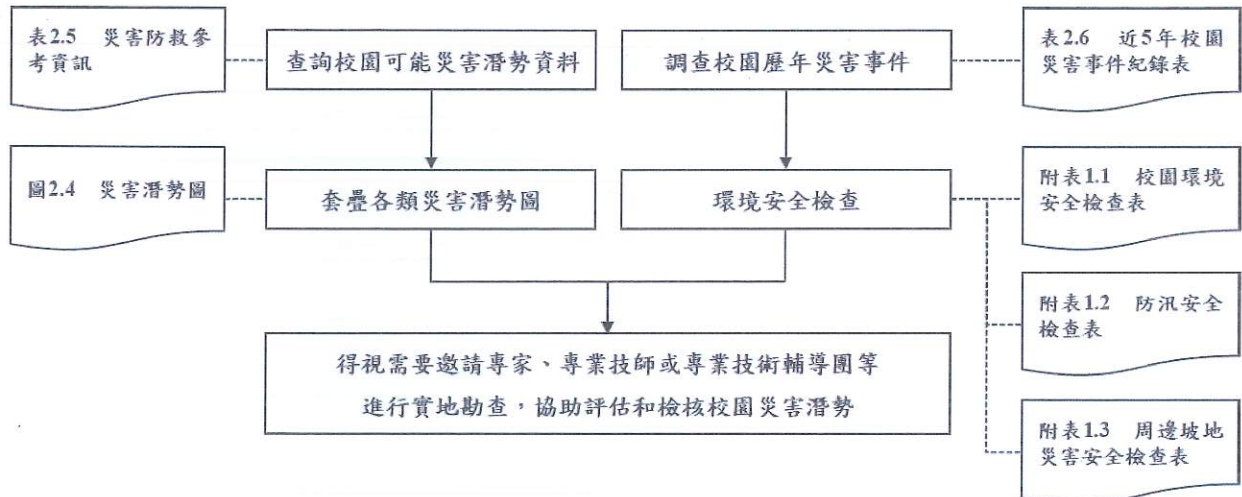 表2.5 災害防救參
考資訊
查詢校園可能災害潛勢資料
調查校園歷年災害事件
表2.6 近5年校園
災害事件紀錄表
圖2.4 災害潛勢圖
套疊各類災害潛勢圖
環境安全檢查
附表1.1 校園環境
安全檢查表
附表1.2 防汛安全
檢查表
得視需要邀請專家、專業技師或專業技術輔導團等
進行實地勘查，協助評估和檢核校園災害潛勢
附表1.3 周邊坡地
災害安全檢查表